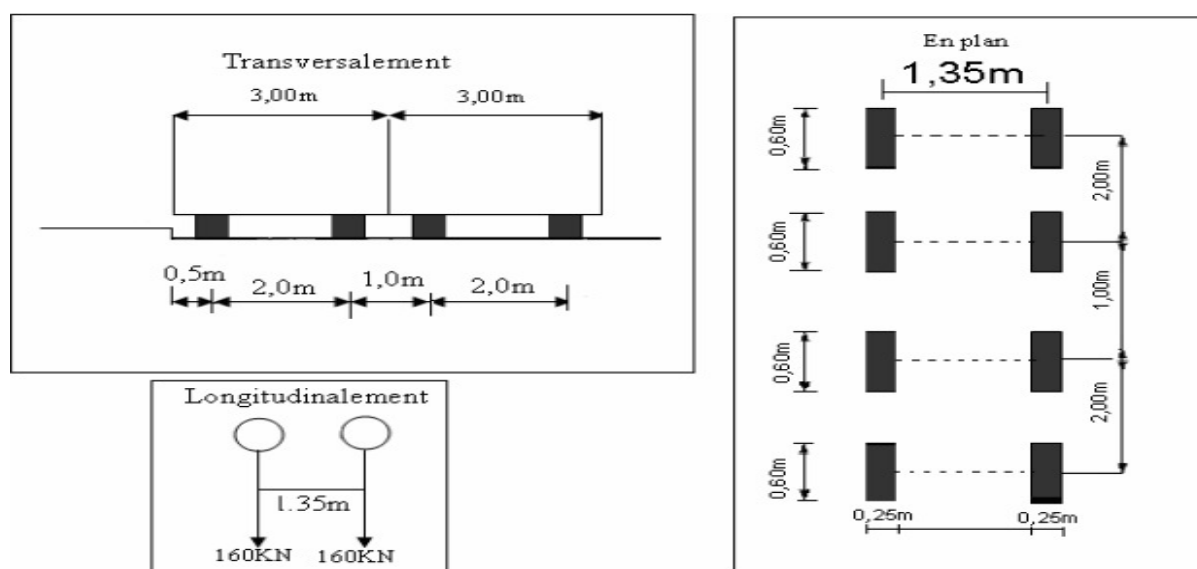 Transversalement
3,00m 3,00m
0,5m 2,0m 1,0m 2,0m
Longitudinalement
1.35m
160KN 160KN
En plan
1,35m
0,60m
2,00m
0,60m
1,00m
0,60m
2,00m
0,60m
0,25m 0,25m